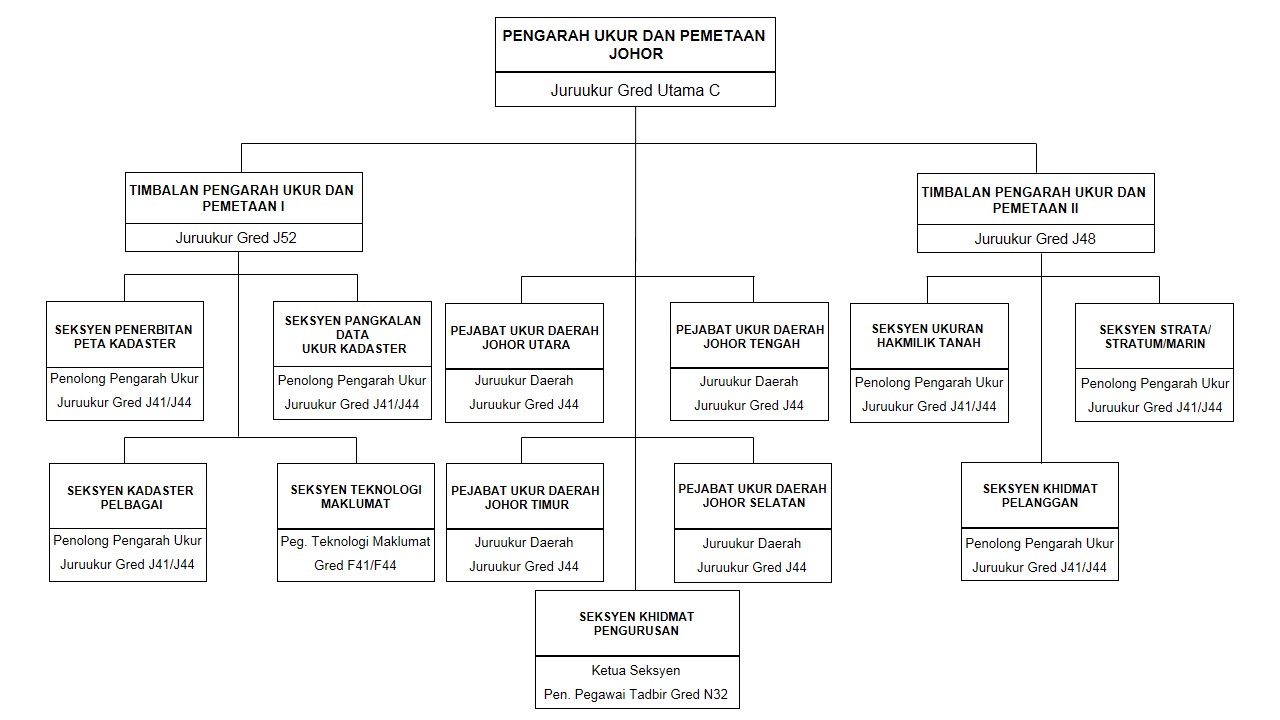 PENGARAH UKUR DAN PEMETAAN
JOHOR
Juruukur Gred Utama C
TIMBALAN PENGARAH UKUR DAN
PEMETAAN I
Juruukur Gred J52
TIMBALAN PENGARAH UKUR DAN
PEMETAAN II
Juruukur Gred J48
SEKSYEN PENERBITAN
PETA KADASTER
Penolong Pengarah Ukur
Juruukur Gred J41/J44
SEKSYEN PANGKALAN
DATA
UKUR KADASTER
Penolong Pengarah Ukur
Juruukur Gred J41/J44
PEJABAT UKUR DAERAH
JOHOR UTARA
Juruukur Daerah
Juruukur Gred J44
PEJABAT UKUR DAERAH
JOHOR TENGAH
Juruukur Daerah
Juruukur Gred J44
SEKSYEN UKURAN
HAKMILIK TANAH
Penolong Pengarah Ukur
Juruukur Gred J41/J44
SEKSYEN STRATA/
STRATUM/MARIN
Penolong Pengarah Ukur
Juruukur Gred J41/J44
SEKSYEN KADASTER
PELBAGAI
Penolong Pengarah Ukur
Juruukur Gred J41/J44
SEKSYEN TEKNOLOGI
MAKLUMAT
Peg. Teknologi Maklumat
Gred F41/F44
PEJABAT UKUR DAERAH
JOHOR TIMUR
Juruukur Daerah
Juruukur Gred J44
PEJABAT UKUR DAERAH
JOHOR SELATAN
Juruukur Daerah
Juruukur Gred J44
SEKSYEN KHIDMAT
PELANGGAN
Penolong Pengarah Ukur
Juruukur Gred J41/J44
SEKSYEN KHIDMAT
PENGURUSAN
Ketua Seksyen
Pen. Pegawai Tadbir Gred N32